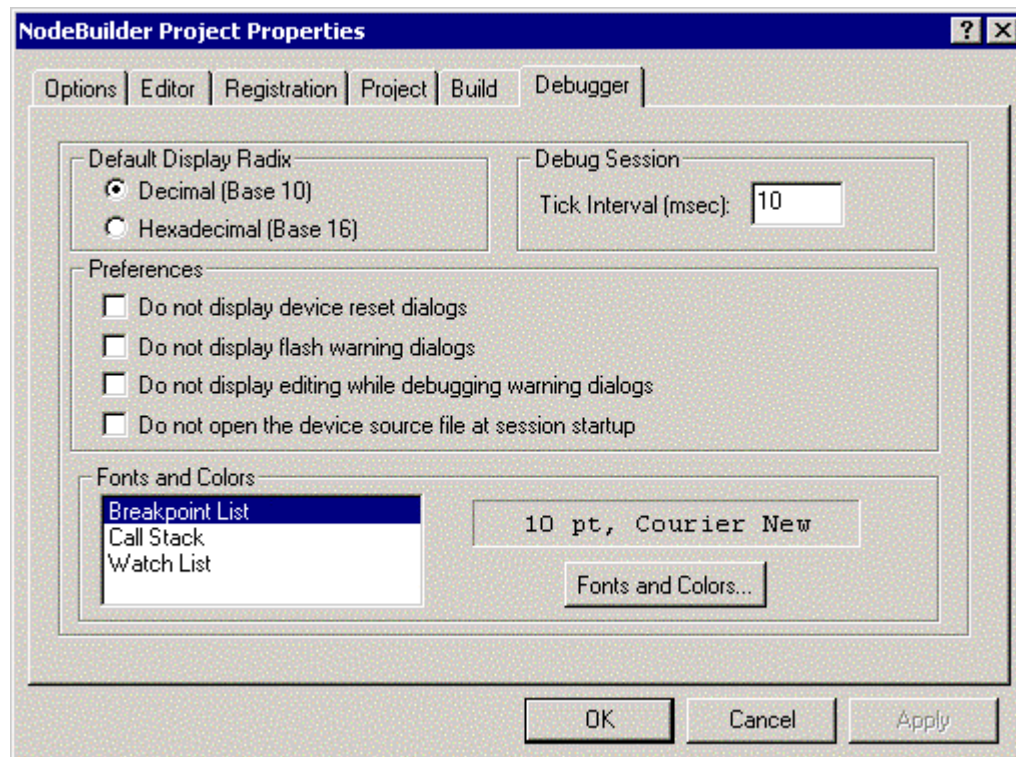 NodeBuilder Project Properties
Options Editor Registration Project Build Debugger
Default Display Radix
Decimal (Base 10)
Hexadecimal (Base 16)
Debug Session
Tick Interval (msec): 10
Preferences
Do not display device reset dialogs
Do not display flash warning dialogs
Do not display editing while debugging warning dialogs
Do not open the device source file at session startup
Fonts and Colors
Breakpoint List
Call Stack
Watch List
10 pt, Courier New
Fonts and Colors...
OK Cancel Apply